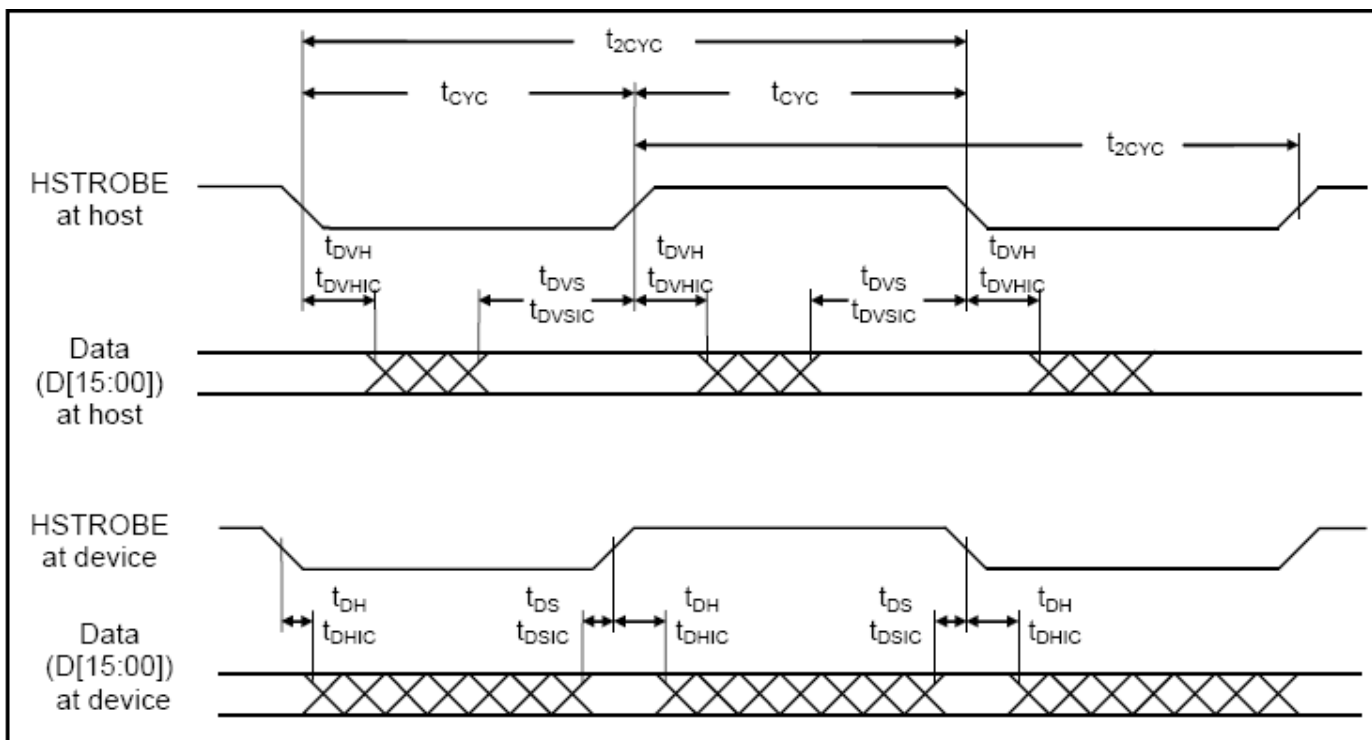 t2CYC
tCYC tCYC
t2CYC
HSTROBE
at host
tDVH tDVH tDVH
tDVHIC tDVS tDVHIC tDVS tDVHIC
tDVSIC tDVSIC
Data
(D[15:00])
at host
HSTROBE
at device
tDH tDS tDH tDS tDH
tDHIC tDSIC tDHIC tDSIC tDHIC
Data
(D[15:00])
at device